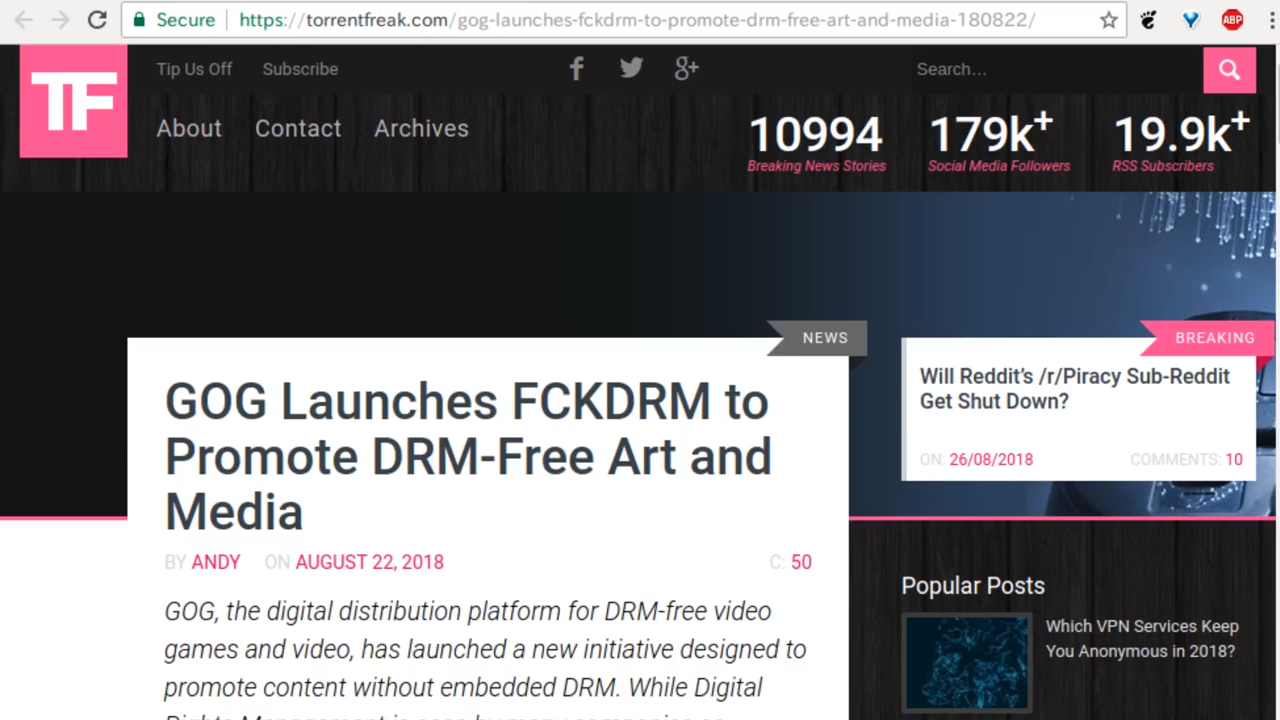 Secure https://torrentfreak.com/gog-launches-fckdrm-to-promote-drm-free-art-and-media-180822/
ABP
TF
Tip Us Off Subscribe
Search...
About Contact Archives
10994 179k+ 19.9k+
Breaking News Stories Social Media Followers RSS Subscribers
NEWS
GOG Launches FCKDRM to
Promote DRM-Free Art and
Media
BY ANDY ON AUGUST 22, 2018 C: 50
GOG, the digital distribution platform for DRM-free video
games and video, has launched a new initiative designed to
promote content without embedded DRM. While Digital
BREAKING
Will Reddit’s /r/Piracy Sub-Reddit
Get Shut Down?
ON: 26/08/2018 COMMENTS: 10
Popular Posts
Which VPN Services Keep
You Anonymous in 2018?